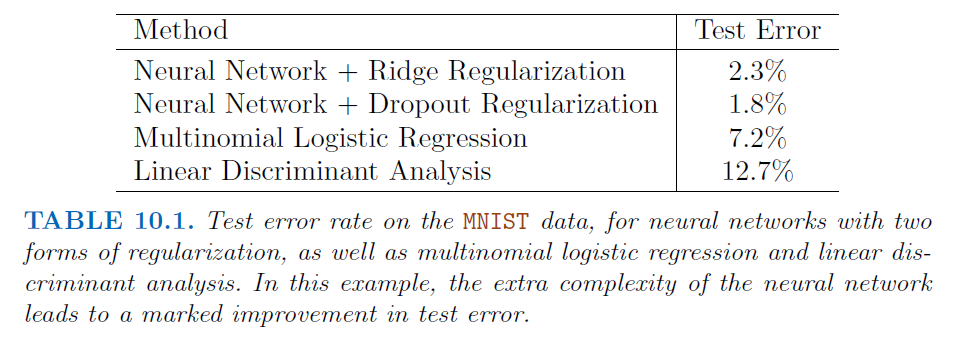 Method Test Error
Neural Network + Ridge Regularization 2.3%
Neural Network + Dropout Regularization 1.8%
Multinomial Logistic Regression 7.2%
Linear Discriminant Analysis 12.7%
TABLE 10.1. Test error rate on the MNIST data, for neural networks with two
forms of regularization, as well as multinomial logistic regression and linear dis-
criminant analysis. In this example, the extra complexity of the neural network
leads to a marked improvement in test error.